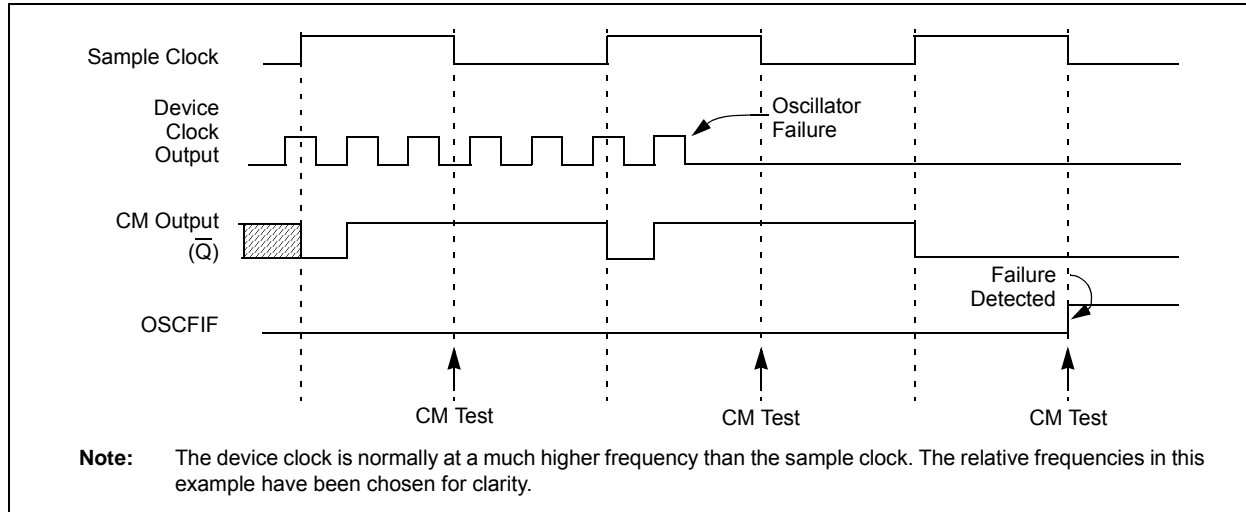 Sample Clock
Device
Clock
Output
Oscillator
Failure
CM Output
(Q̅)
Failure
Detected
OSCFIF
CM Test
CM Test
CM Test
Note: The device clock is normally at a much higher frequency than the sample clock. The relative frequencies in this
example have been chosen for clarity.